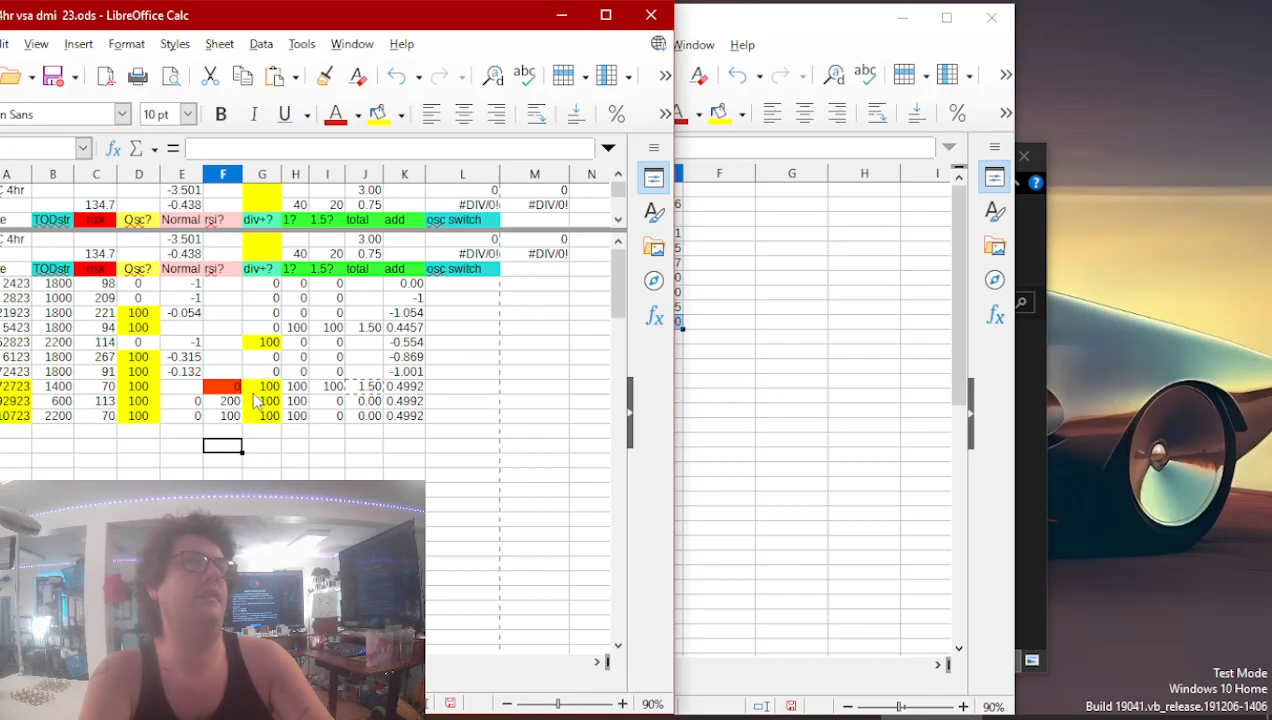 4hr vsa dmi 23.ods - LibreOffice Calc
View Insert Format Styles Sheet Data Tools Window Help
Window Help
n Sans 10 pt B I U A %
%
A B C D E F G H I J K L M N
F G H I
C 4hr -3.501 3.00 0 0
134.7 -0.438 40 20 0.75 #DIV/0! #DIV/0!
TODstr risk Osc? Normal rsi? div+? 1? 1.5? total add osc switch
-3.501 3.00 0 0
134.7 -0.438 40 20 0.75 #DIV/0! #DIV/0!
TODstr risk Osc? Normal rsi? div+? 1? 1.5? total add osc switch
2423 1800 98 0 -1 0 0 0 0.00
2823 1000 209 0 -1 0 0 0 -1
21923 1800 221 100 -0.054 0 0 0 -1.054
5423 1800 94 100 0 100 100 1.50 0.4457
52823 2200 114 0 -1 100 0 0 -0.554
6123 1800 267 100 -0.315 0 0 0 -0.869
72423 1800 91 100 -0.132 0 0 0 -1.001
72723 1400 70 100 0 100 100 100 1.50 0.4992
92923 600 113 100 0 200 100 100 0 0.00 0.4992
10723 2200 70 100 0 100 100 100 0 0.00 0.4992
6
1
5
7
0
0
5
0
90%
90%
Test Mode
Windows 10 Home
Build 19041.vb_release.191206-1406